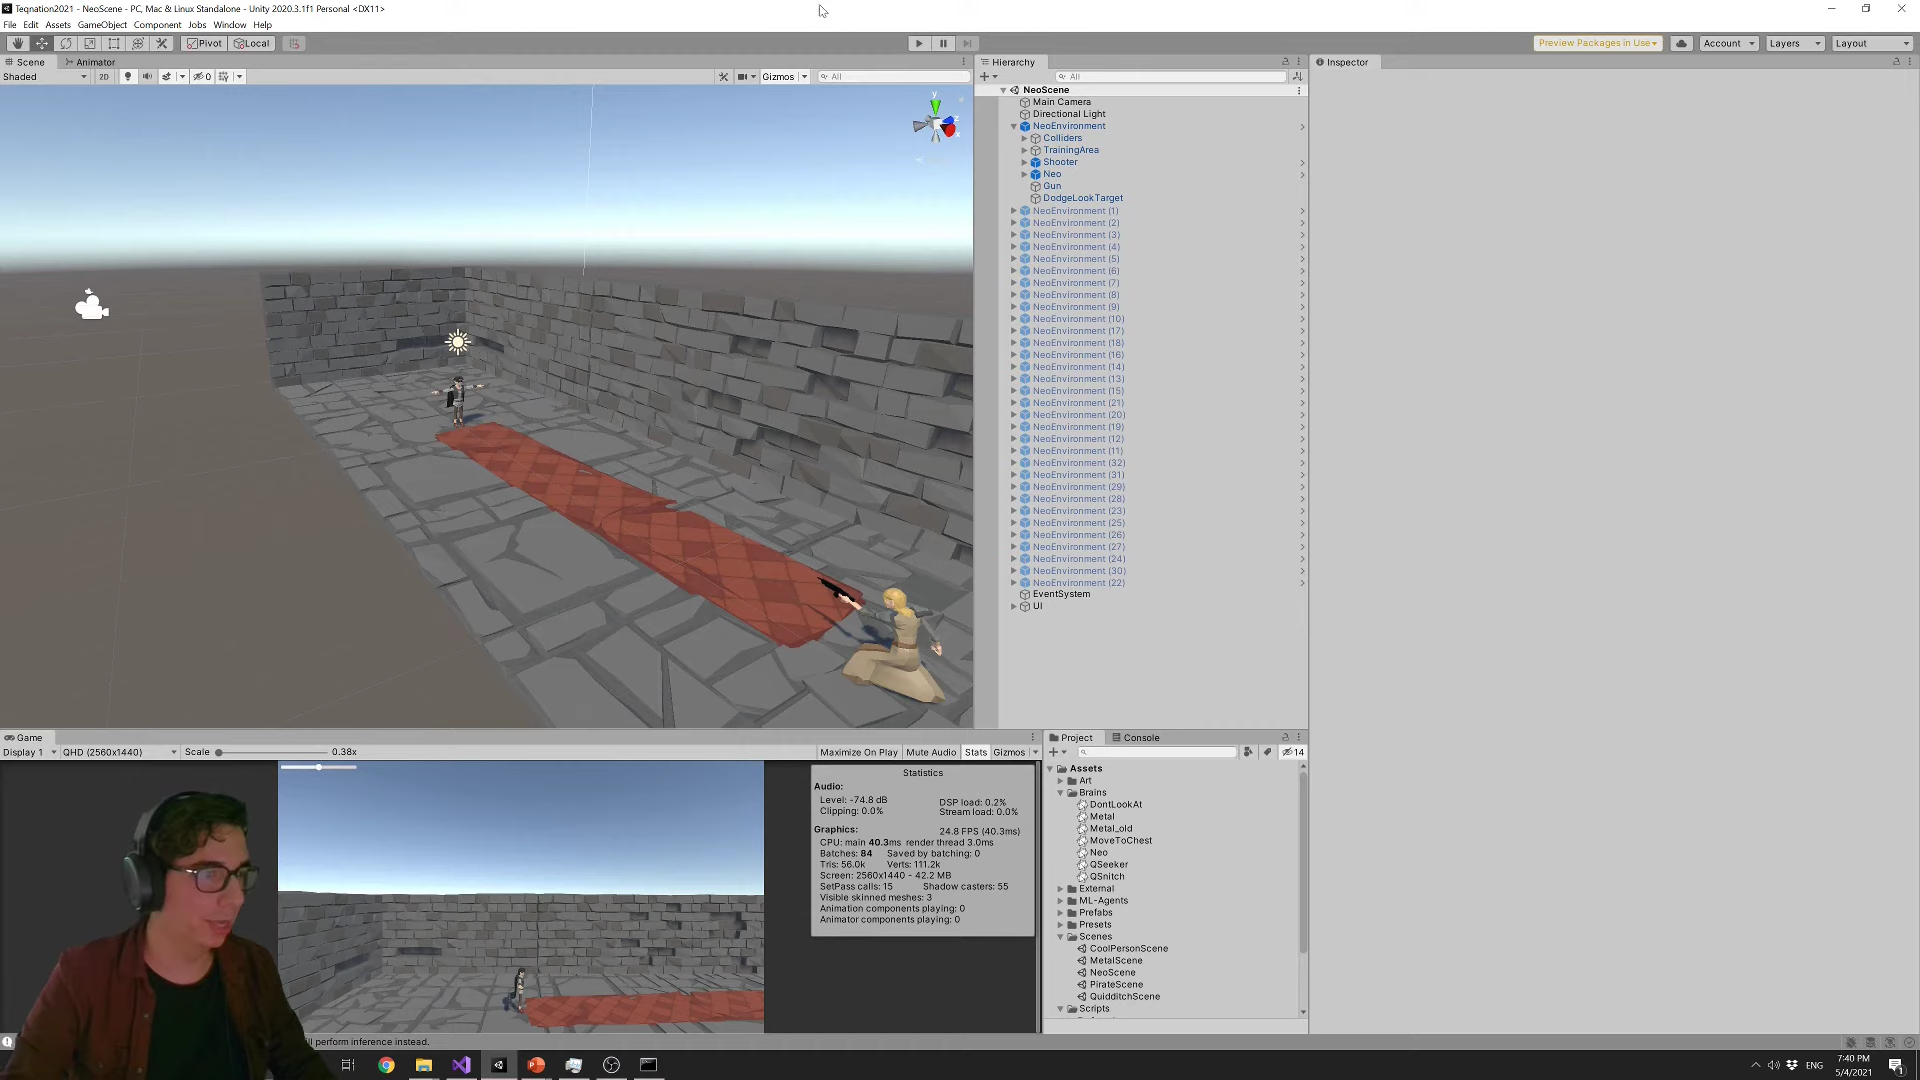 Teqnation2021 - NeoScene - PC, Mac & Linux Standalone - Unity 2020.3.1f1 Personal <DX11>
File Edit Assets GameObject Component Jobs Window Help
Pivot Local Preview Packages in Use Account Layers Layout
Scene Animator
Shaded 2D 0 Gizmos All
y
z
x
Hierarchy
All
NeoScene
Main Camera
Directional Light
NeoEnvironment
Colliders
TrainingArea
Shooter
Neo
Gun
DodgeLookTarget
NeoEnvironment (1)
NeoEnvironment (2)
NeoEnvironment (3)
NeoEnvironment (4)
NeoEnvironment (5)
NeoEnvironment (6)
NeoEnvironment (7)
NeoEnvironment (8)
NeoEnvironment (9)
NeoEnvironment (10)
NeoEnvironment (17)
NeoEnvironment (18)
NeoEnvironment (16)
NeoEnvironment (14)
NeoEnvironment (13)
NeoEnvironment (15)
NeoEnvironment (21)
NeoEnvironment (20)
NeoEnvironment (19)
NeoEnvironment (12)
NeoEnvironment (11)
NeoEnvironment (32)
NeoEnvironment (31)
NeoEnvironment (29)
NeoEnvironment (28)
NeoEnvironment (23)
NeoEnvironment (25)
NeoEnvironment (26)
NeoEnvironment (27)
NeoEnvironment (24)
NeoEnvironment (30)
NeoEnvironment (22)
EventSystem
UI
Inspector
Game
Display 1 QHD (2560x1440) Scale 0.38x Maximize On Play Mute Audio Stats Gizmos
Statistics
Audio:
Level: -74.8 dB DSP load: 0.2%
Clipping: 0.0% Stream load: 0.0%
Graphics: 24.8 FPS (40.3ms)
CPU: main 40.3ms render thread 3.0ms
Batches: 84 Saved by batching: 0
Tris: 56.0k Verts: 111.2k
Screen: 2560x1440 - 42.2 MB
SetPass calls: 15 Shadow casters: 55
Visible skinned meshes: 3
Animation components playing: 0
Animator components playing: 0
Project Console
14
Assets
Art
Brains
DontLookAt
Metal
Metal_old
MoveToChest
Neo
QSeeker
QSnitch
External
ML-Agents
Prefabs
Presets
Scenes
CoolPersonScene
MetalScene
NeoScene
PirateScene
QuidditchScene
Scripts
ll perform inference instead.
ENG
7:40 PM
5/4/2021
1